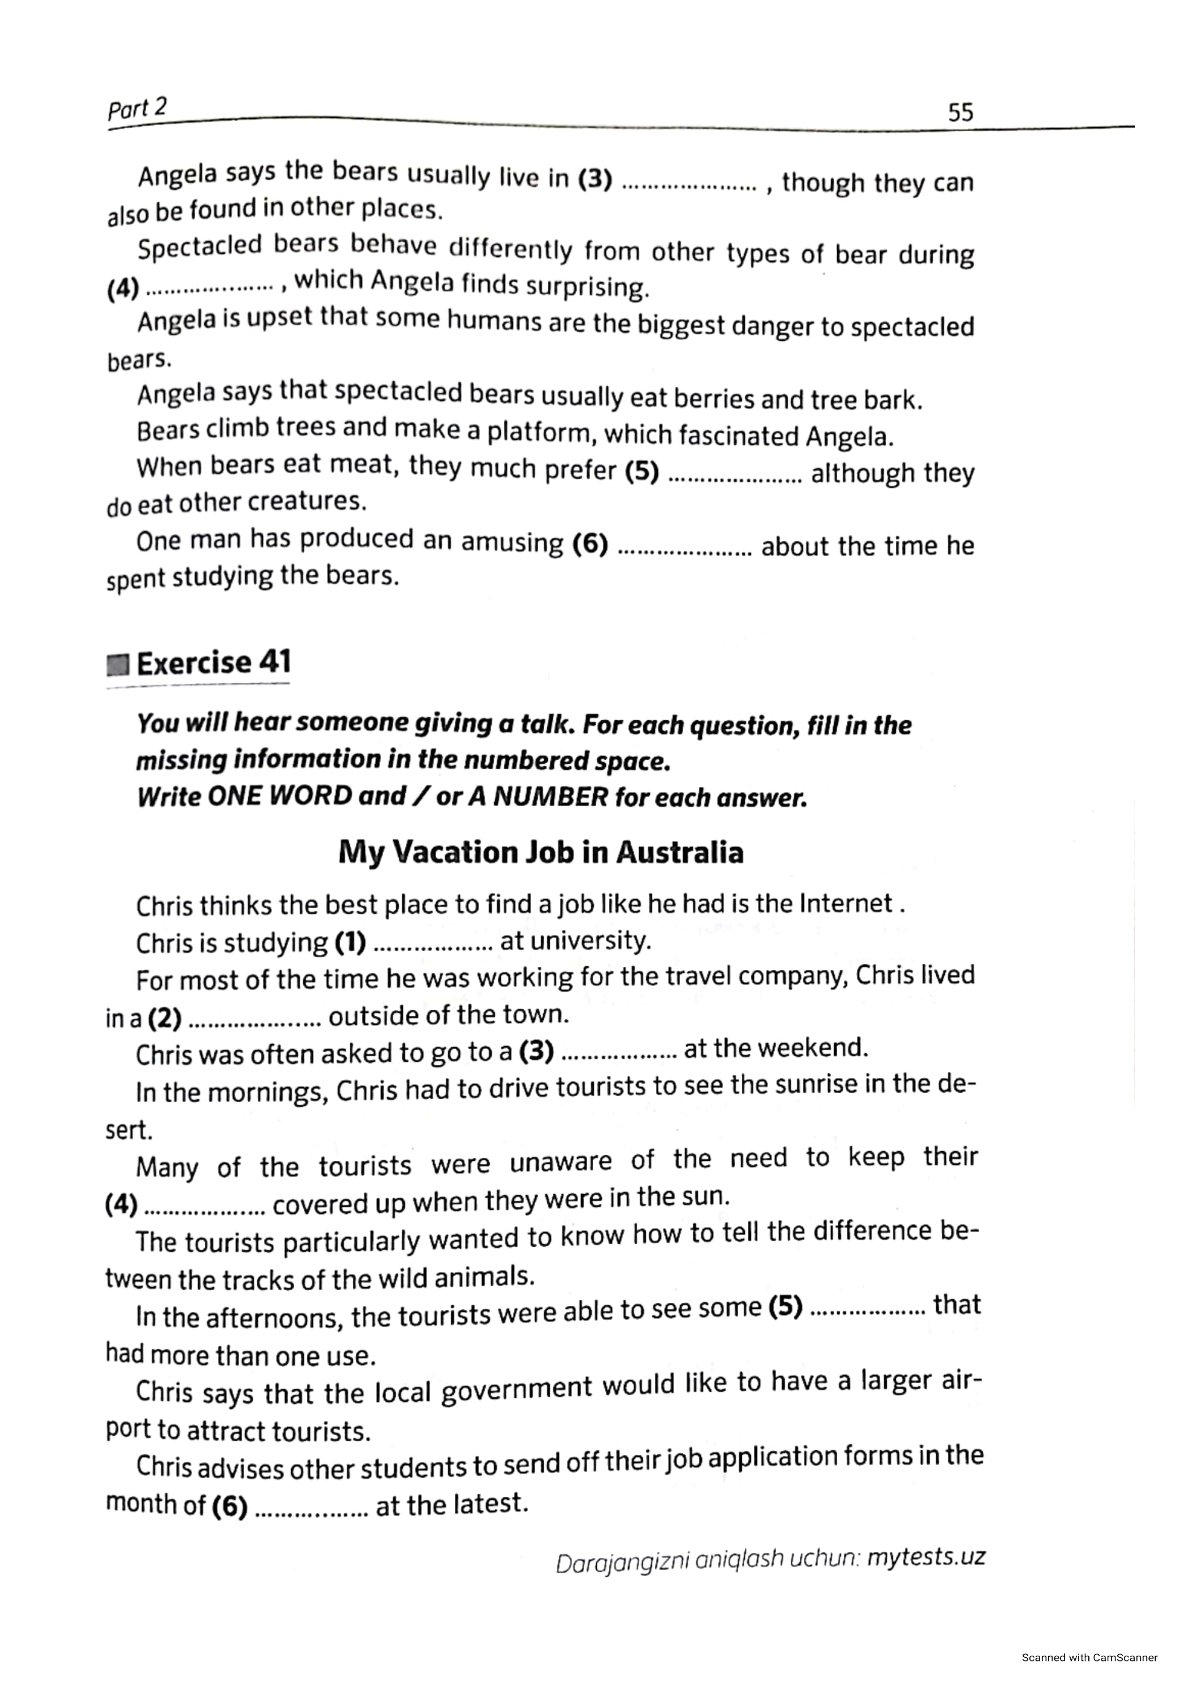 Part 2
55
Angela says the bears usually live in (3) ..................... , though they can
also be found in other places.
Spectacled bears behave differently from other types of bear during
(4) .................... , which Angela finds surprising.
Angela is upset that some humans are the biggest danger to spectacled
bears.
Angela says that spectacled bears usually eat berries and tree bark.
Bears climb trees and make a platform, which fascinated Angela.
When bears eat meat, they much prefer (5) ..................... although they
do eat other creatures.
One man has produced an amusing (6) ..................... about the time he
spent studying the bears.
Exercise 41
You will hear someone giving a talk. For each question, fill in the
missing information in the numbered space.
Write ONE WORD and / or A NUMBER for each answer.
My Vacation Job in Australia
Chris thinks the best place to find a job like he had is the Internet .
Chris is studying (1) ................... at university.
For most of the time he was working for the travel company, Chris lived
in a (2) ..................... outside of the town.
Chris was often asked to go to a (3) .................. at the weekend.
In the mornings, Chris had to drive tourists to see the sunrise in the de-
sert.
Many of the tourists were unaware of the need to keep their
(4) ................... covered up when they were in the sun.
The tourists particularly wanted to know how to tell the difference be-
tween the tracks of the wild animals.
In the afternoons, the tourists were able to see some (5) .................. that
had more than one use.
Chris says that the local government would like to have a larger air-
port to attract tourists.
Chris advises other students to send off their job application forms in the
month of (6) .................. at the latest.
Darajangizni aniqlash uchun: mytests.uz
Scanned with CamScanner